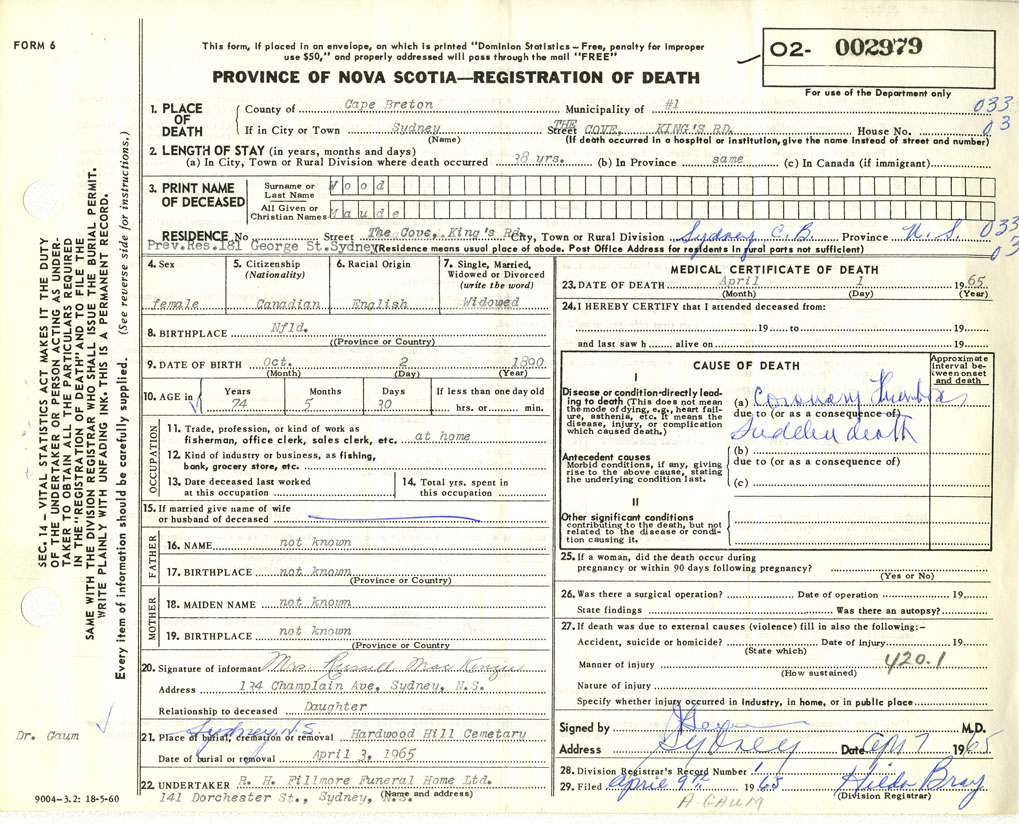 FORM 6
This form, if placed in an envelope, on which is printed "Dominion Statistics – Free, penalty for improper
use $50," and properly addressed will pass through the mail "FREE"
PROVINCE OF NOVA SCOTIA—REGISTRATION OF DEATH
02- 002979
For use of the Department only
SEC. 14 – VITAL STATISTICS ACT MAKES IT THE DUTY
OF THE UNDERTAKER OR PERSON ACTING AS UNDER-
TAKER TO OBTAIN ALL THE PARTICULARS REQUIRED
IN THE "REGISTRATION OF DEATH" AND TO FILE THE
SAME WITH THE DIVISION REGISTRAR WHO SHALL ISSUE THE BURIAL PERMIT.
WRITE PLAINLY WITH UNFADING INK. THIS IS A PERMANENT RECORD.
Every item of information should be carefully supplied. (See reverse side for instructions.)
1. PLACE OF DEATH
County of Cape Breton Municipality of #1 033
If in City or Town Sydney Street THE COVE, KING'S RD. House No. 03
(Name) (If death occurred in a hospital or institution, give the name instead of street and number)
2. LENGTH OF STAY (in years, months and days)
(a) In City, Town or Rural Division where death occurred 38 yrs. (b) In Province same (c) In Canada (if immigrant)
3. PRINT NAME OF DECEASED
Surname or Last Name Wood
All Given or Christian Names Maude
RESIDENCE No Street The Cove, King's Rd. City, Town or Rural Division Sydney C.B. Province N.S. 033
Prev.Res.181 George St.Sydney (Residence means usual place of abode. Post Office Address for residents in rural parts not sufficient) 03
4. Sex
female
5. Citizenship (Nationality)
Canadian
6. Racial Origin
English
7. Single, Married, Widowed or Divorced (write the word)
Widowed
8. BIRTHPLACE Nfld.
((Province or Country)
9. DATE OF BIRTH Oct. 2 1890
(Month) (Day) (Year)
10. AGE in Years Months Days If less than one day old
74 5 30 hrs. or min.
OCCUPATION
11. Trade, profession, or kind of work as
fisherman, office clerk, sales clerk, etc. at home
12. Kind of industry or business, as fishing,
bank, grocery store, etc.
13. Date deceased last worked
at this occupation
14. Total yrs. spent in
this occupation
15. If married give name of wife
or husband of deceased
FATHER
16. NAME not known
17. BIRTHPLACE not known
(Province or Country)
MOTHER
18. MAIDEN NAME not known
19. BIRTHPLACE not known
(Province or Country)
20. Signature of informant Mrs Russell MacKenzie
Address 134 Champlain Ave, Sydney, N.S.
Relationship to deceased Daughter
Dr. Gaum
Sydney N.S.
21. Place of burial, cremation or removal Hardwood Hill Cemetary
Date of burial or removal April 3, 1965
22. UNDERTAKER R. H. Fillmore Funeral Home Ltd.
141 Dorchester St., Sydney, N.S. (Name and address)
9004-3.2: 18-5-60
MEDICAL CERTIFICATE OF DEATH
23. DATE OF DEATH April 1 1965
(Month) (Day) (Year)
24. I HEREBY CERTIFY that I attended deceased from:
19 to 19
and last saw h alive on 19
CAUSE OF DEATH
Approximate interval be-tween onset and death
I
Disease or condition directly lead-
ing to death (This does not mean
the mode of dying, e.g., heart fail-
ure, asthenia, etc. It means the
disease, injury, or complication
which caused death.)
(a) Coronary Thrombosis
due to (or as a consequence of)
Sudden death
Antecedent causes
Morbid conditions, if any, giving
rise to the above cause, stating
the underlying condition last.
(b)
due to (or as a consequence of)
(c)
II
Other significant conditions
contributing to the death, but not
related to the disease or condi-
tion causing it.
25. If a woman, did the death occur during
pregnancy or within 90 days following pregnancy?
(Yes or No)
26. Was there a surgical operation? Date of operation 19
State findings Was there an autopsy?
27. If death was due to external causes (violence) fill in also the following:–
Accident, suicide or homicide? Date of injury 19
(State which)
Manner of injury 420.1
(How sustained)
Nature of injury
Specify whether injury occurred in industry, in home, or in public place
Signed by Gaum M.D.
Address Sydney Date Apr 7 1965
28. Division Registrar's Record Number 1
29. Filed April 9th 1965 Hilda Bray
(Division Registrar)
A GAUM